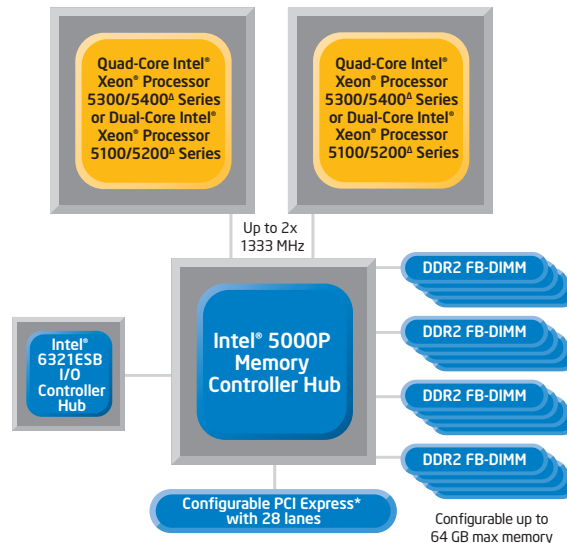 Quad-Core Intel®
Xeon® Processor
5300/5400Δ Series
or Dual-Core Intel®
Xeon® Processor
5100/5200Δ Series
Quad-Core Intel®
Xeon® Processor
5300/5400Δ Series
or Dual-Core Intel®
Xeon® Processor
5100/5200Δ Series
Up to 2x
1333 MHz
DDR2 FB-DIMM
DDR2 FB-DIMM
DDR2 FB-DIMM
DDR2 FB-DIMM
Intel® 5000P
Memory
Controller Hub
Intel®
6321ESB
I/O
Controller
Hub
Configurable PCI Express*
with 28 lanes
Configurable up to
64 GB max memory